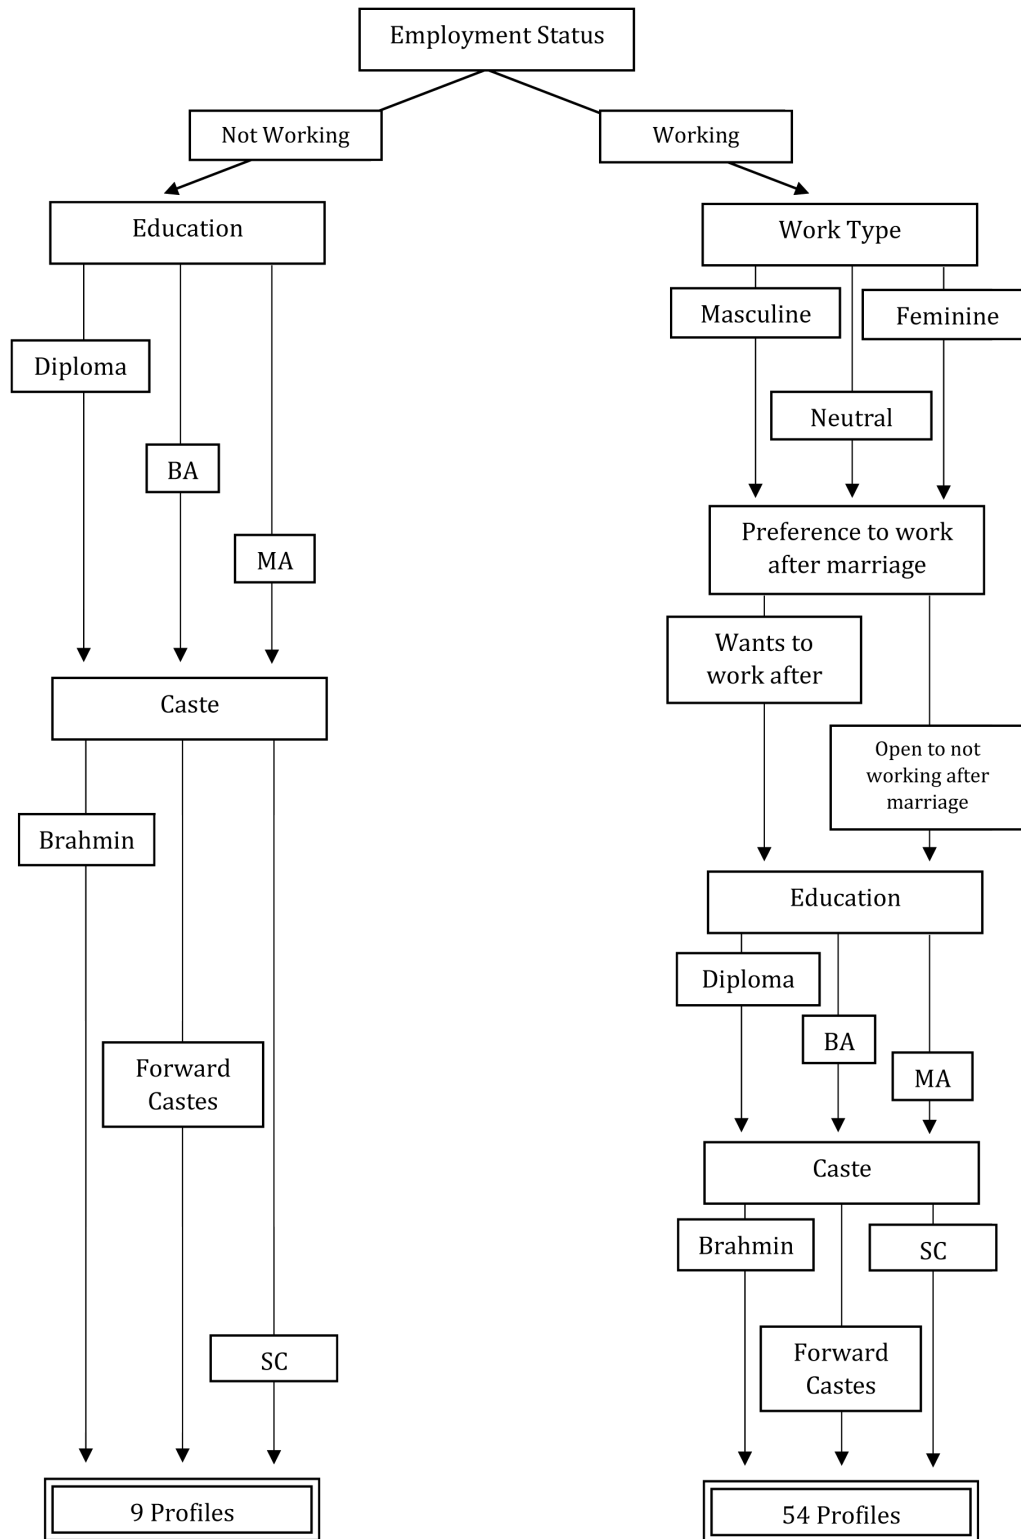 Employment Status
Not Working
Working
Education
Work Type
Masculine
Feminine
Diploma
Neutral
BA
MA
Preference to work
after marriage
Wants to
work after
Caste
Open to not
working after
marriage
Brahmin
Education
Diploma
BA
MA
Forward
Castes
Caste
Brahmin
SC
SC
Forward
Castes
9 Profiles
54 Profiles